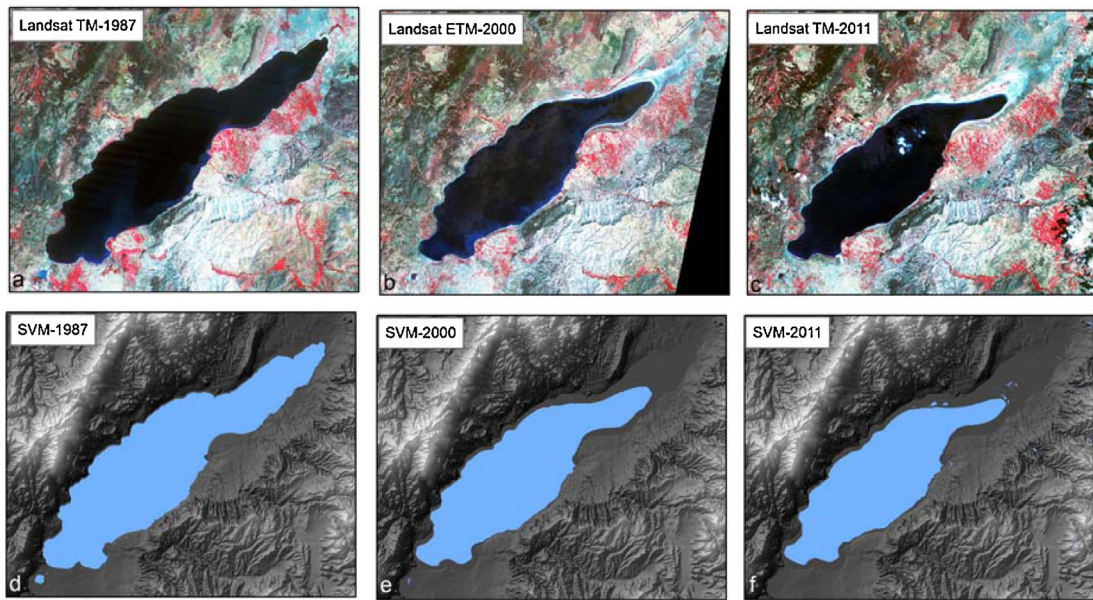 Landsat TM-1987
Landsat ETM-2000
Landsat TM-2011
a
b
c
SVM-1987
SVM-2000
SVM-2011
d
e
f